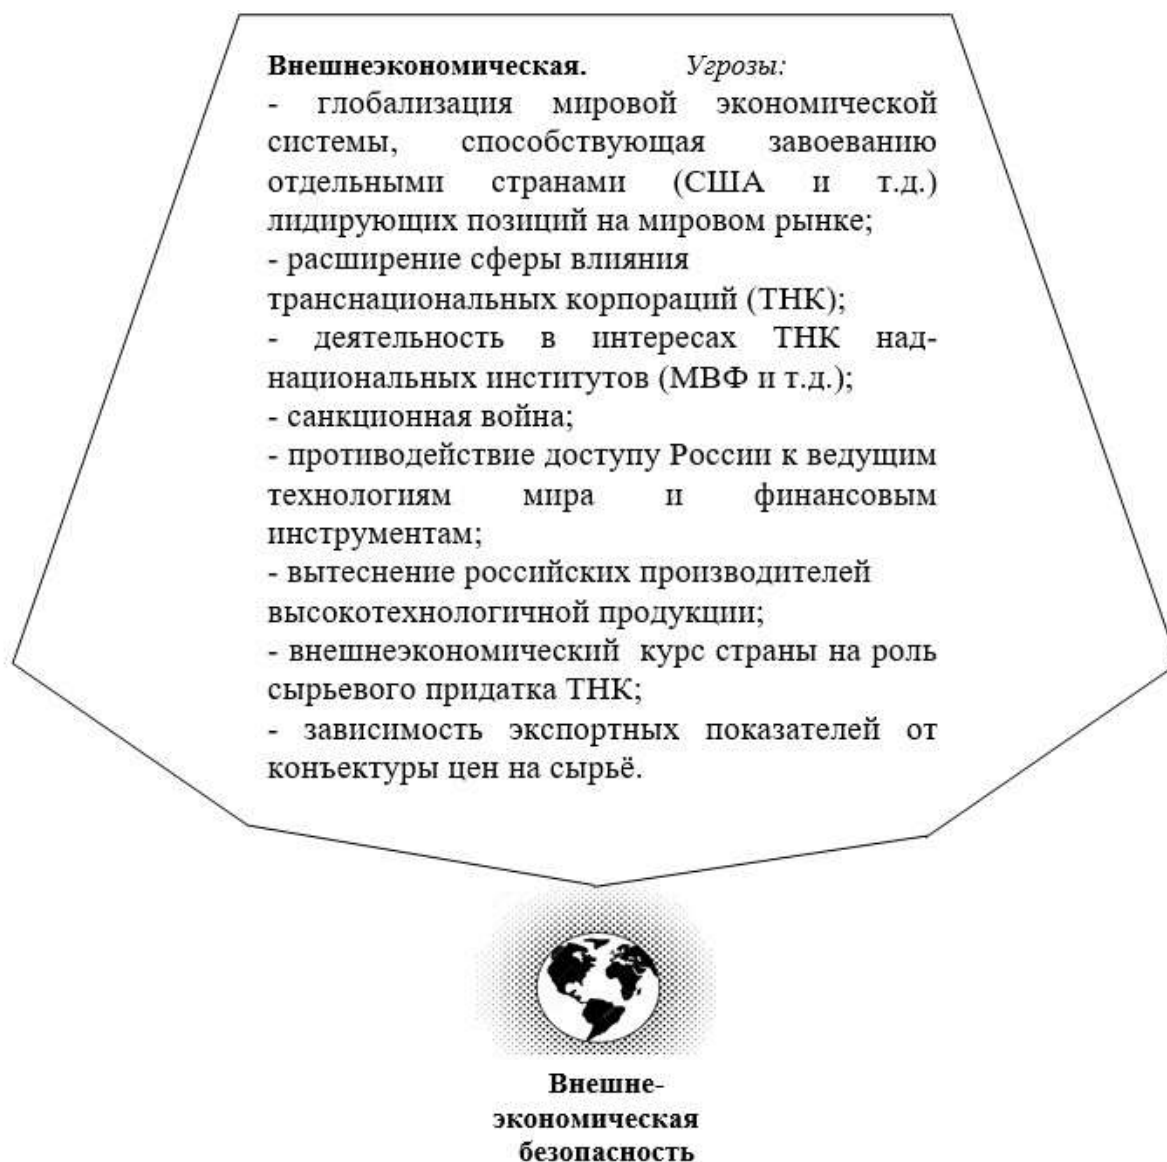 Внешнеэкономическая. Угрозы:
- глобализация мировой экономической
системы, способствующая завоеванию
отдельными странами (США и т.д.)
лидирующих позиций на мировом рынке;
- расширение сферы влияния
транснациональных корпораций (ТНК);
- деятельность в интересах ТНК над-
национальных институтов (МВФ и т.д.);
- санкционная война;
- противодействие доступу России к ведущим
технологиям мира и финансовым
инструментам;
- вытеснение российских производителей
высокотехнологичной продукции;
- внешнеэкономический курс страны на роль
сырьевого придатка ТНК;
- зависимость экспортных показателей от
конъектуры цен на сырьё.
Внешне-
экономическая
безопасность